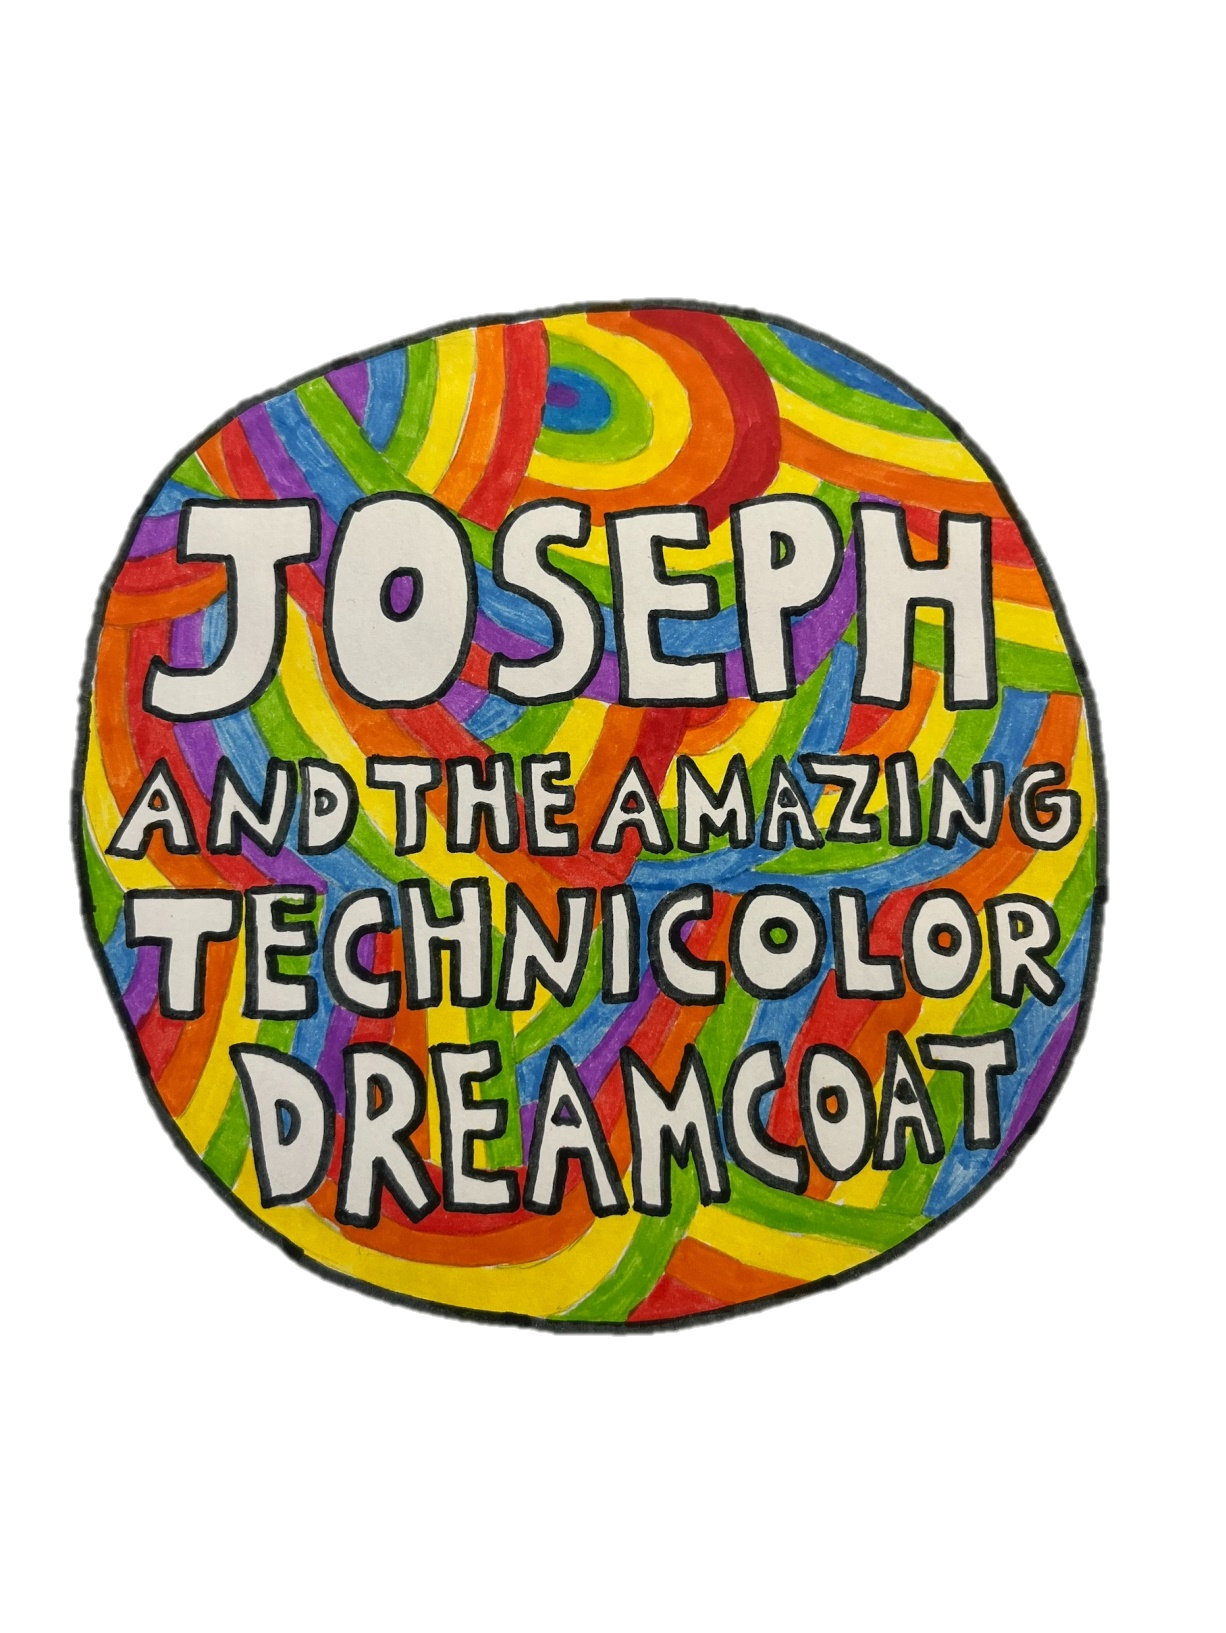 JOSEPH
AND THE AMAZING
TECHNICOLOR
DREAMCOAT